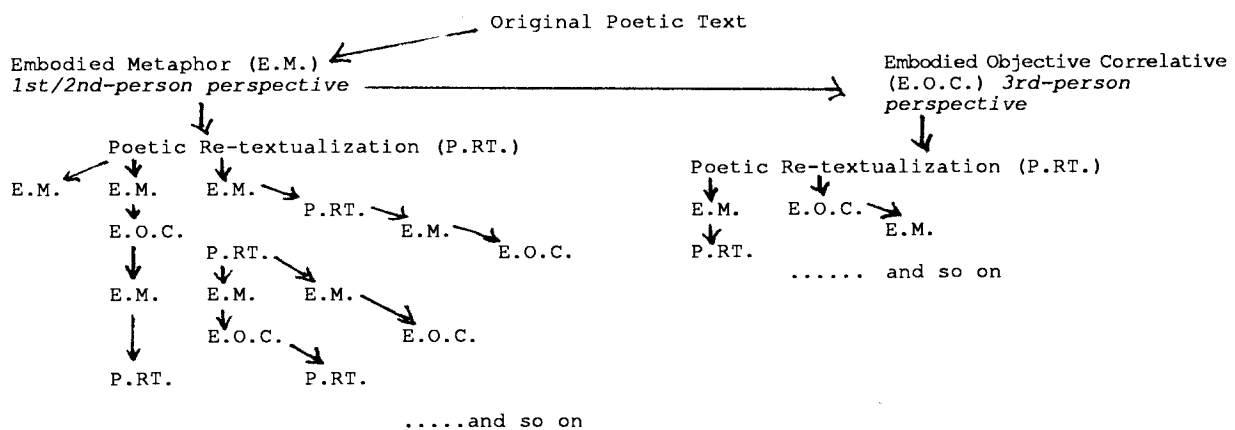 Original Poetic Text
Embodied Metaphor (E.M.)
1st/2nd-person perspective
Embodied Objective Correlative
(E.O.C.) 3rd-person
perspective
Poetic Re-textualization (P.RT.)
Poetic Re-textualization (P.RT.)
E.M. E.M. E.M.
P.RT.
E.M.
E.O.C.
E.O.C.
P.RT.
E.M. E.M. E.M.
E.O.C. E.O.C.
P.RT. P.RT.
.....and so on
E.M. E.O.C.
E.M.
P.RT.
...... and so on